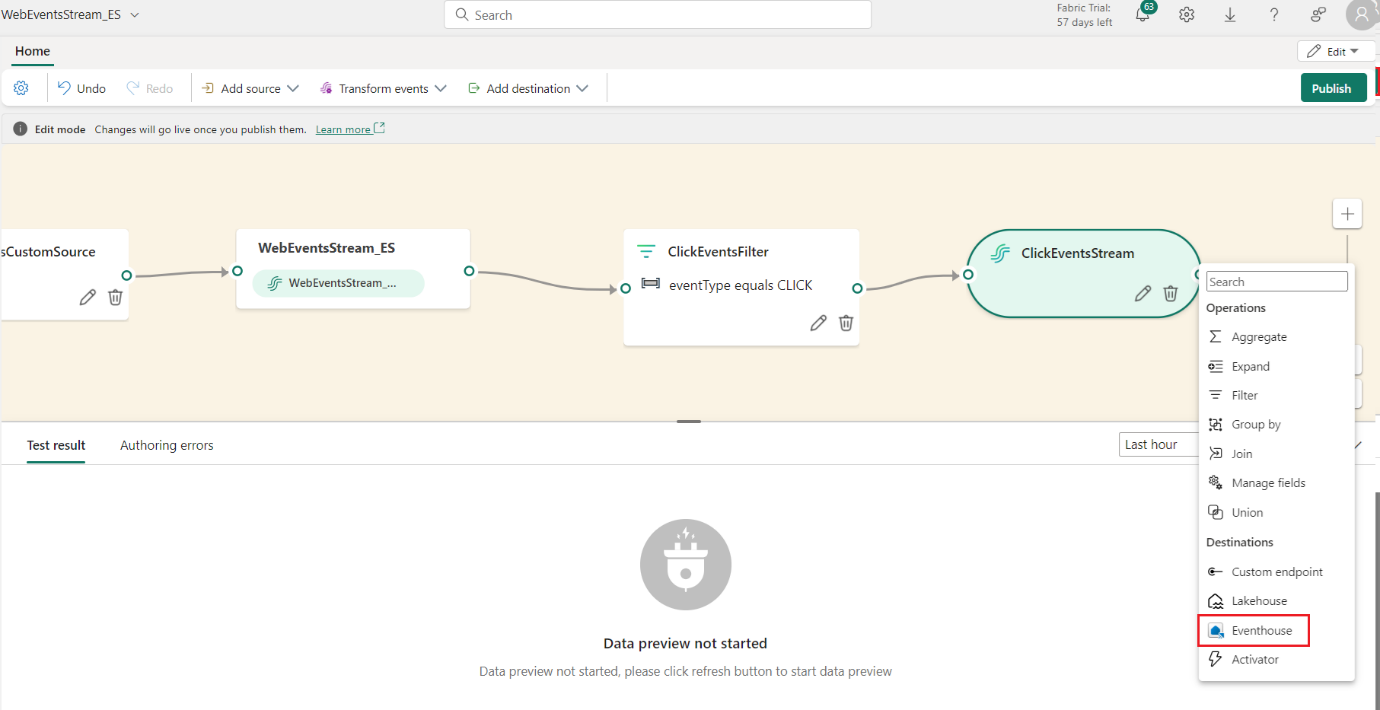 WebEventsStream_ES
Search
Fabric Trial:
57 days left
63
Home
Edit
Undo
Redo
Add source
Transform events
Add destination
Publish
Edit mode Changes will go live once you publish them. Learn more
sCustomSource
WebEventsStream_ES
WebEventsStream_...
ClickEventsFilter
eventType equals CLICK
ClickEventsStream
Search
Operations
Aggregate
Expand
Filter
Group by
Join
Manage fields
Union
Destinations
Custom endpoint
Lakehouse
Eventhouse
Activator
Test result
Authoring errors
Last hour
Data preview not started
Data preview not started, please click refresh button to start data preview